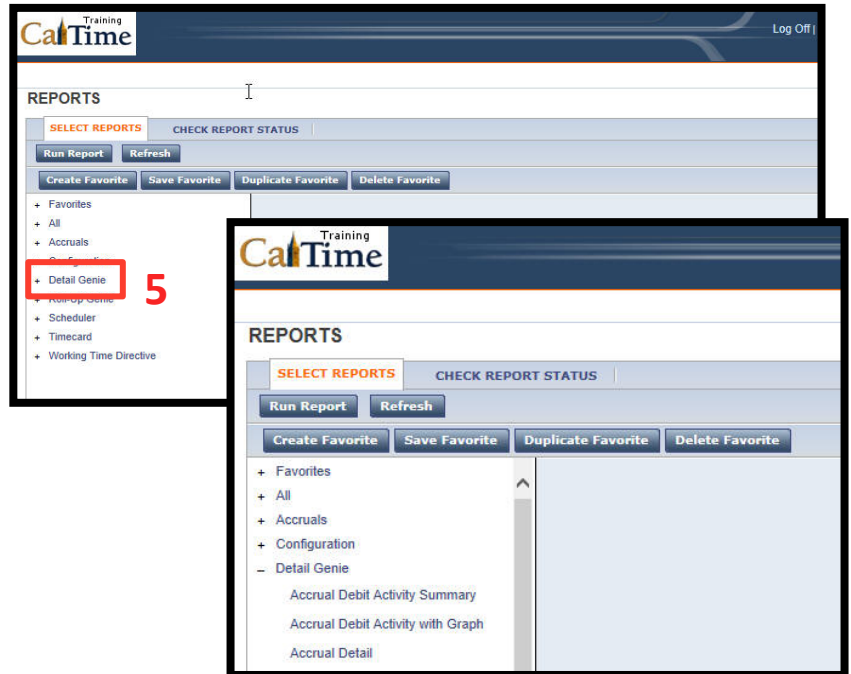 Training
CalTime
Log Off |
REPORTS
SELECT REPORTS CHECK REPORT STATUS
Run Report Refresh
Create Favorite Save Favorite Duplicate Favorite Delete Favorite
+ Favorites
+ All
+ Accruals
+ Detail Genie
5
+ Roll-Up Genie
+ Scheduler
+ Timecard
+ Working Time Directive
Training
CalTime
REPORTS
SELECT REPORTS CHECK REPORT STATUS
Run Report Refresh
Create Favorite Save Favorite Duplicate Favorite Delete Favorite
+ Favorites
+ All
+ Accruals
+ Configuration
– Detail Genie
Accrual Debit Activity Summary
Accrual Debit Activity with Graph
Accrual Detail